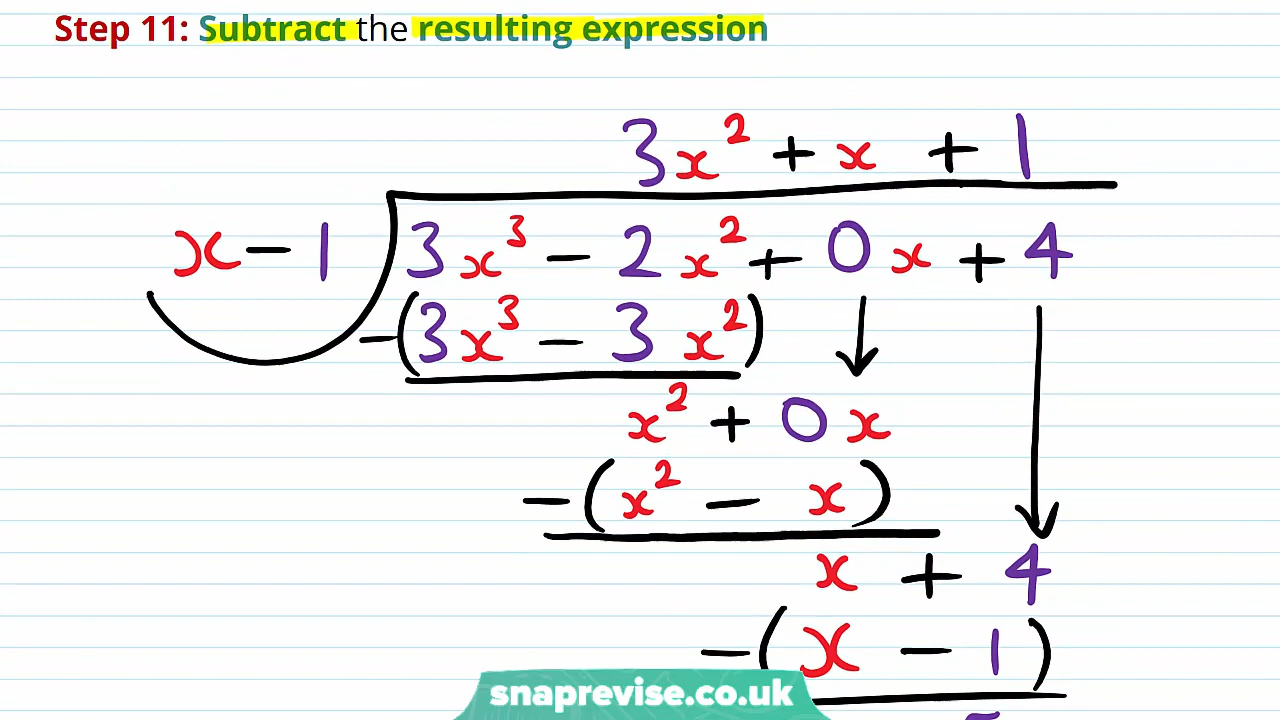 Step 11: Subtract the resulting expression
3x² + x + 1
x - 1 3x³ - 2x² + 0x + 4
-(3x³ - 3x²)
x² + 0x
-(x² - x)
x + 4
-(x - 1)
snaprevise.co.uk